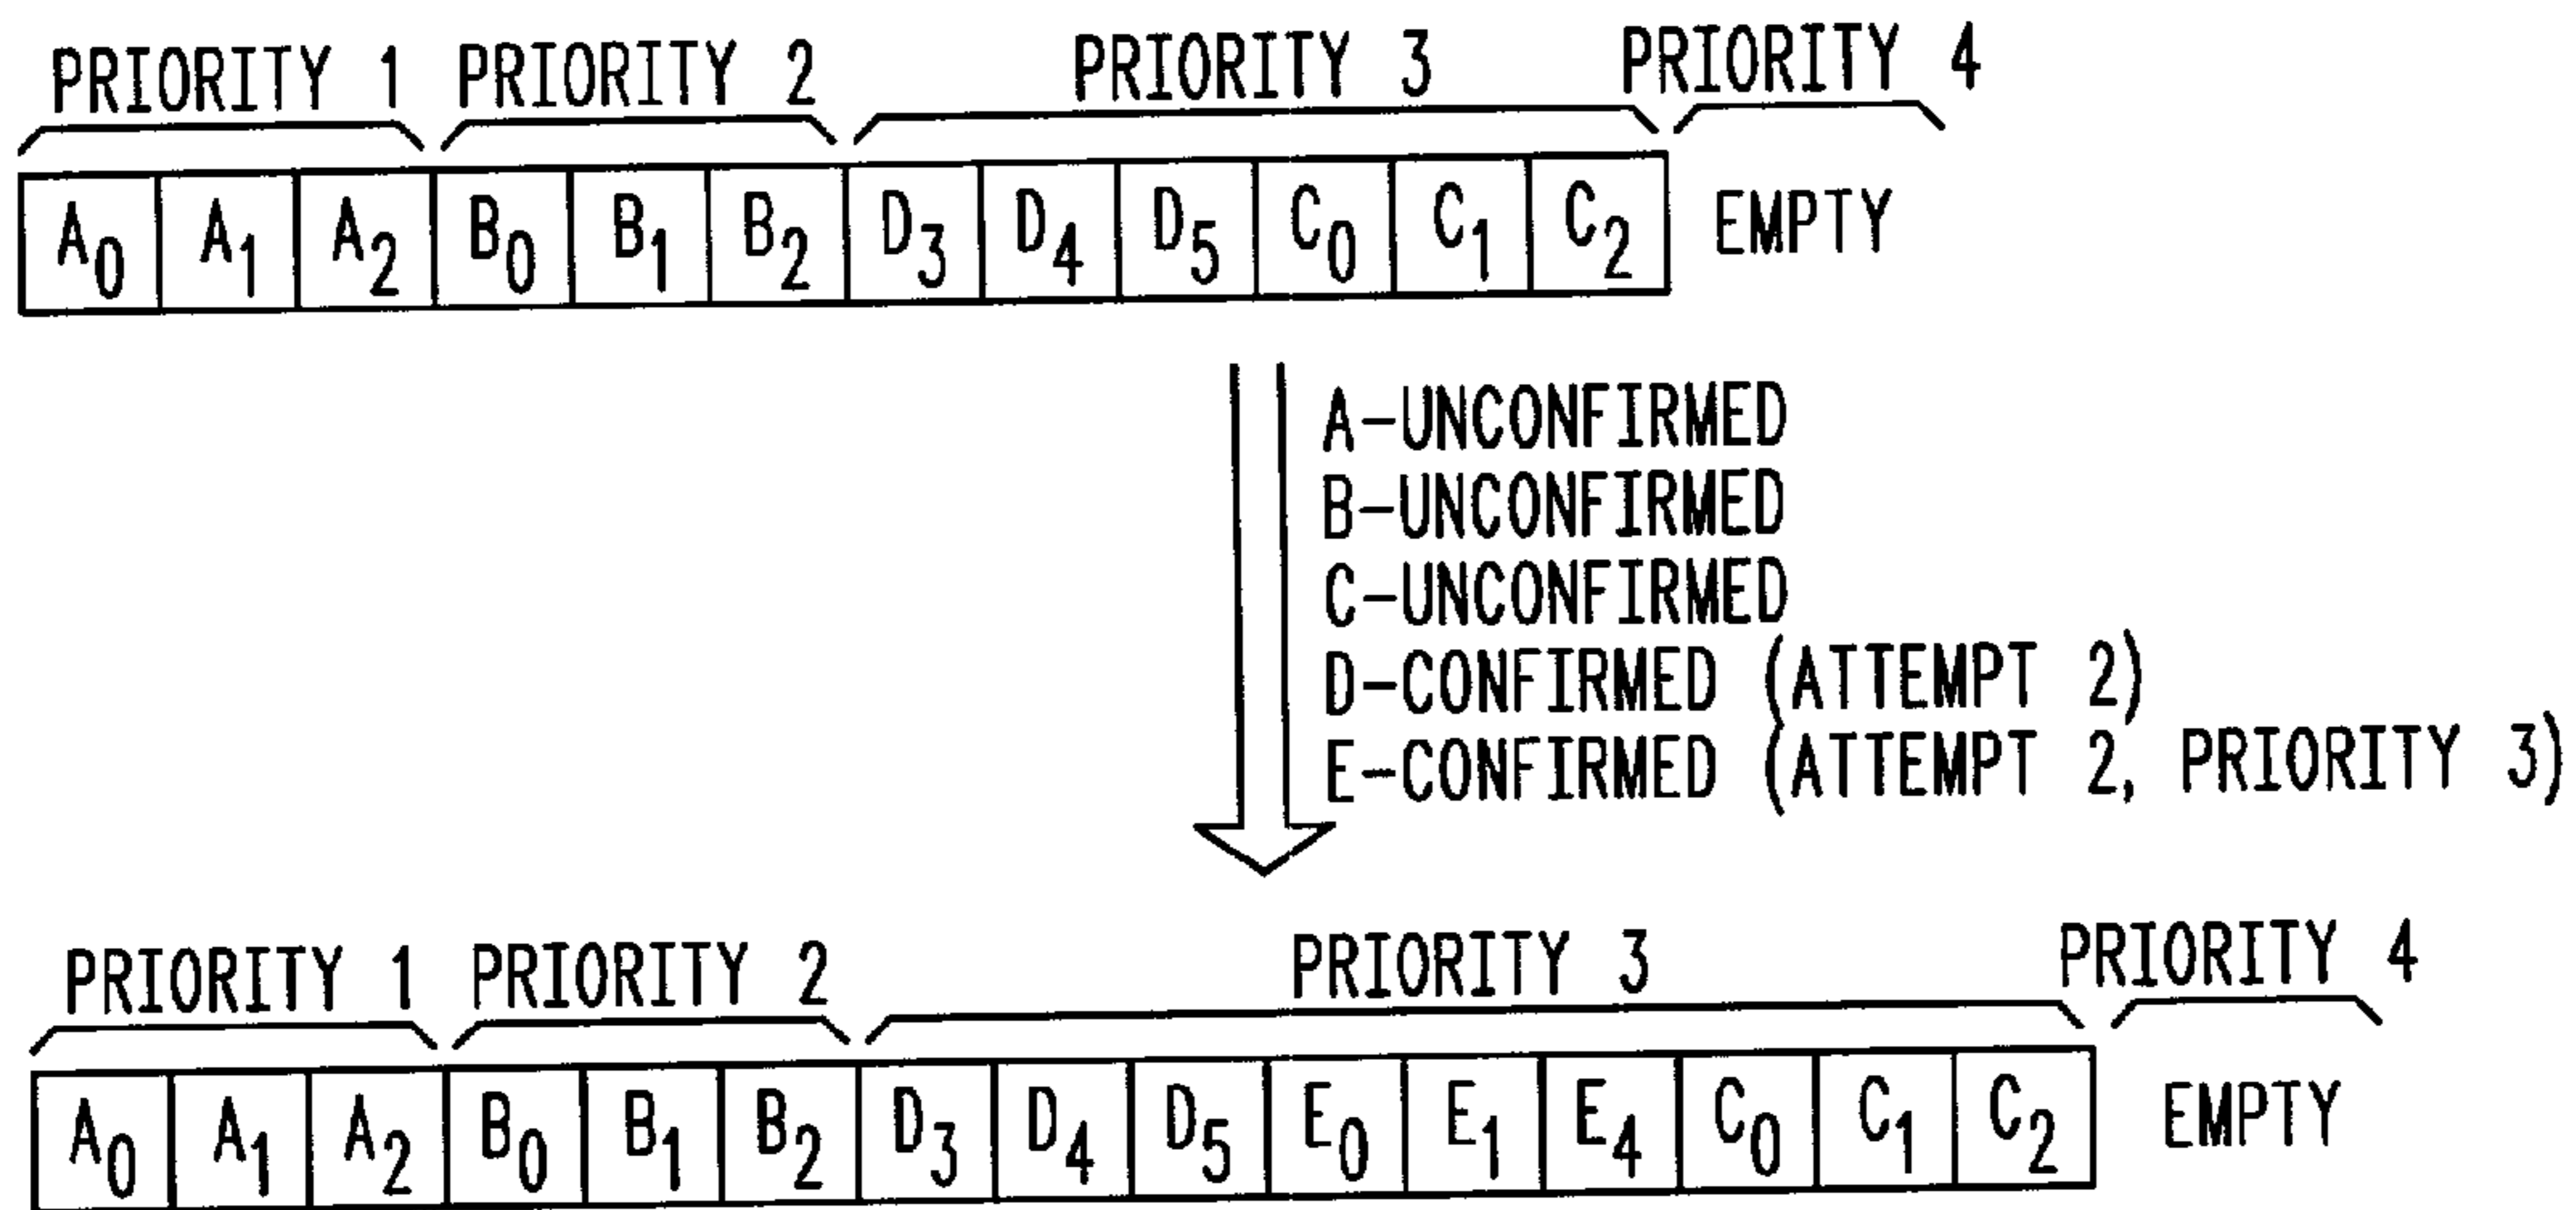 PRIORITY 1 PRIORITY 2 PRIORITY 3 PRIORITY 4
A0 A1 A2 B0 B1 B2 D3 D4 D5 C0 C1 C2 EMPTY
A-UNCONFIRMED
B-UNCONFIRMED
C-UNCONFIRMED
D-CONFIRMED (ATTEMPT 2)
E-CONFIRMED (ATTEMPT 2, PRIORITY 3)
PRIORITY 1 PRIORITY 2 PRIORITY 3 PRIORITY 4
A0 A1 A2 B0 B1 B2 D3 D4 D5 E0 E1 E4 C0 C1 C2 EMPTY